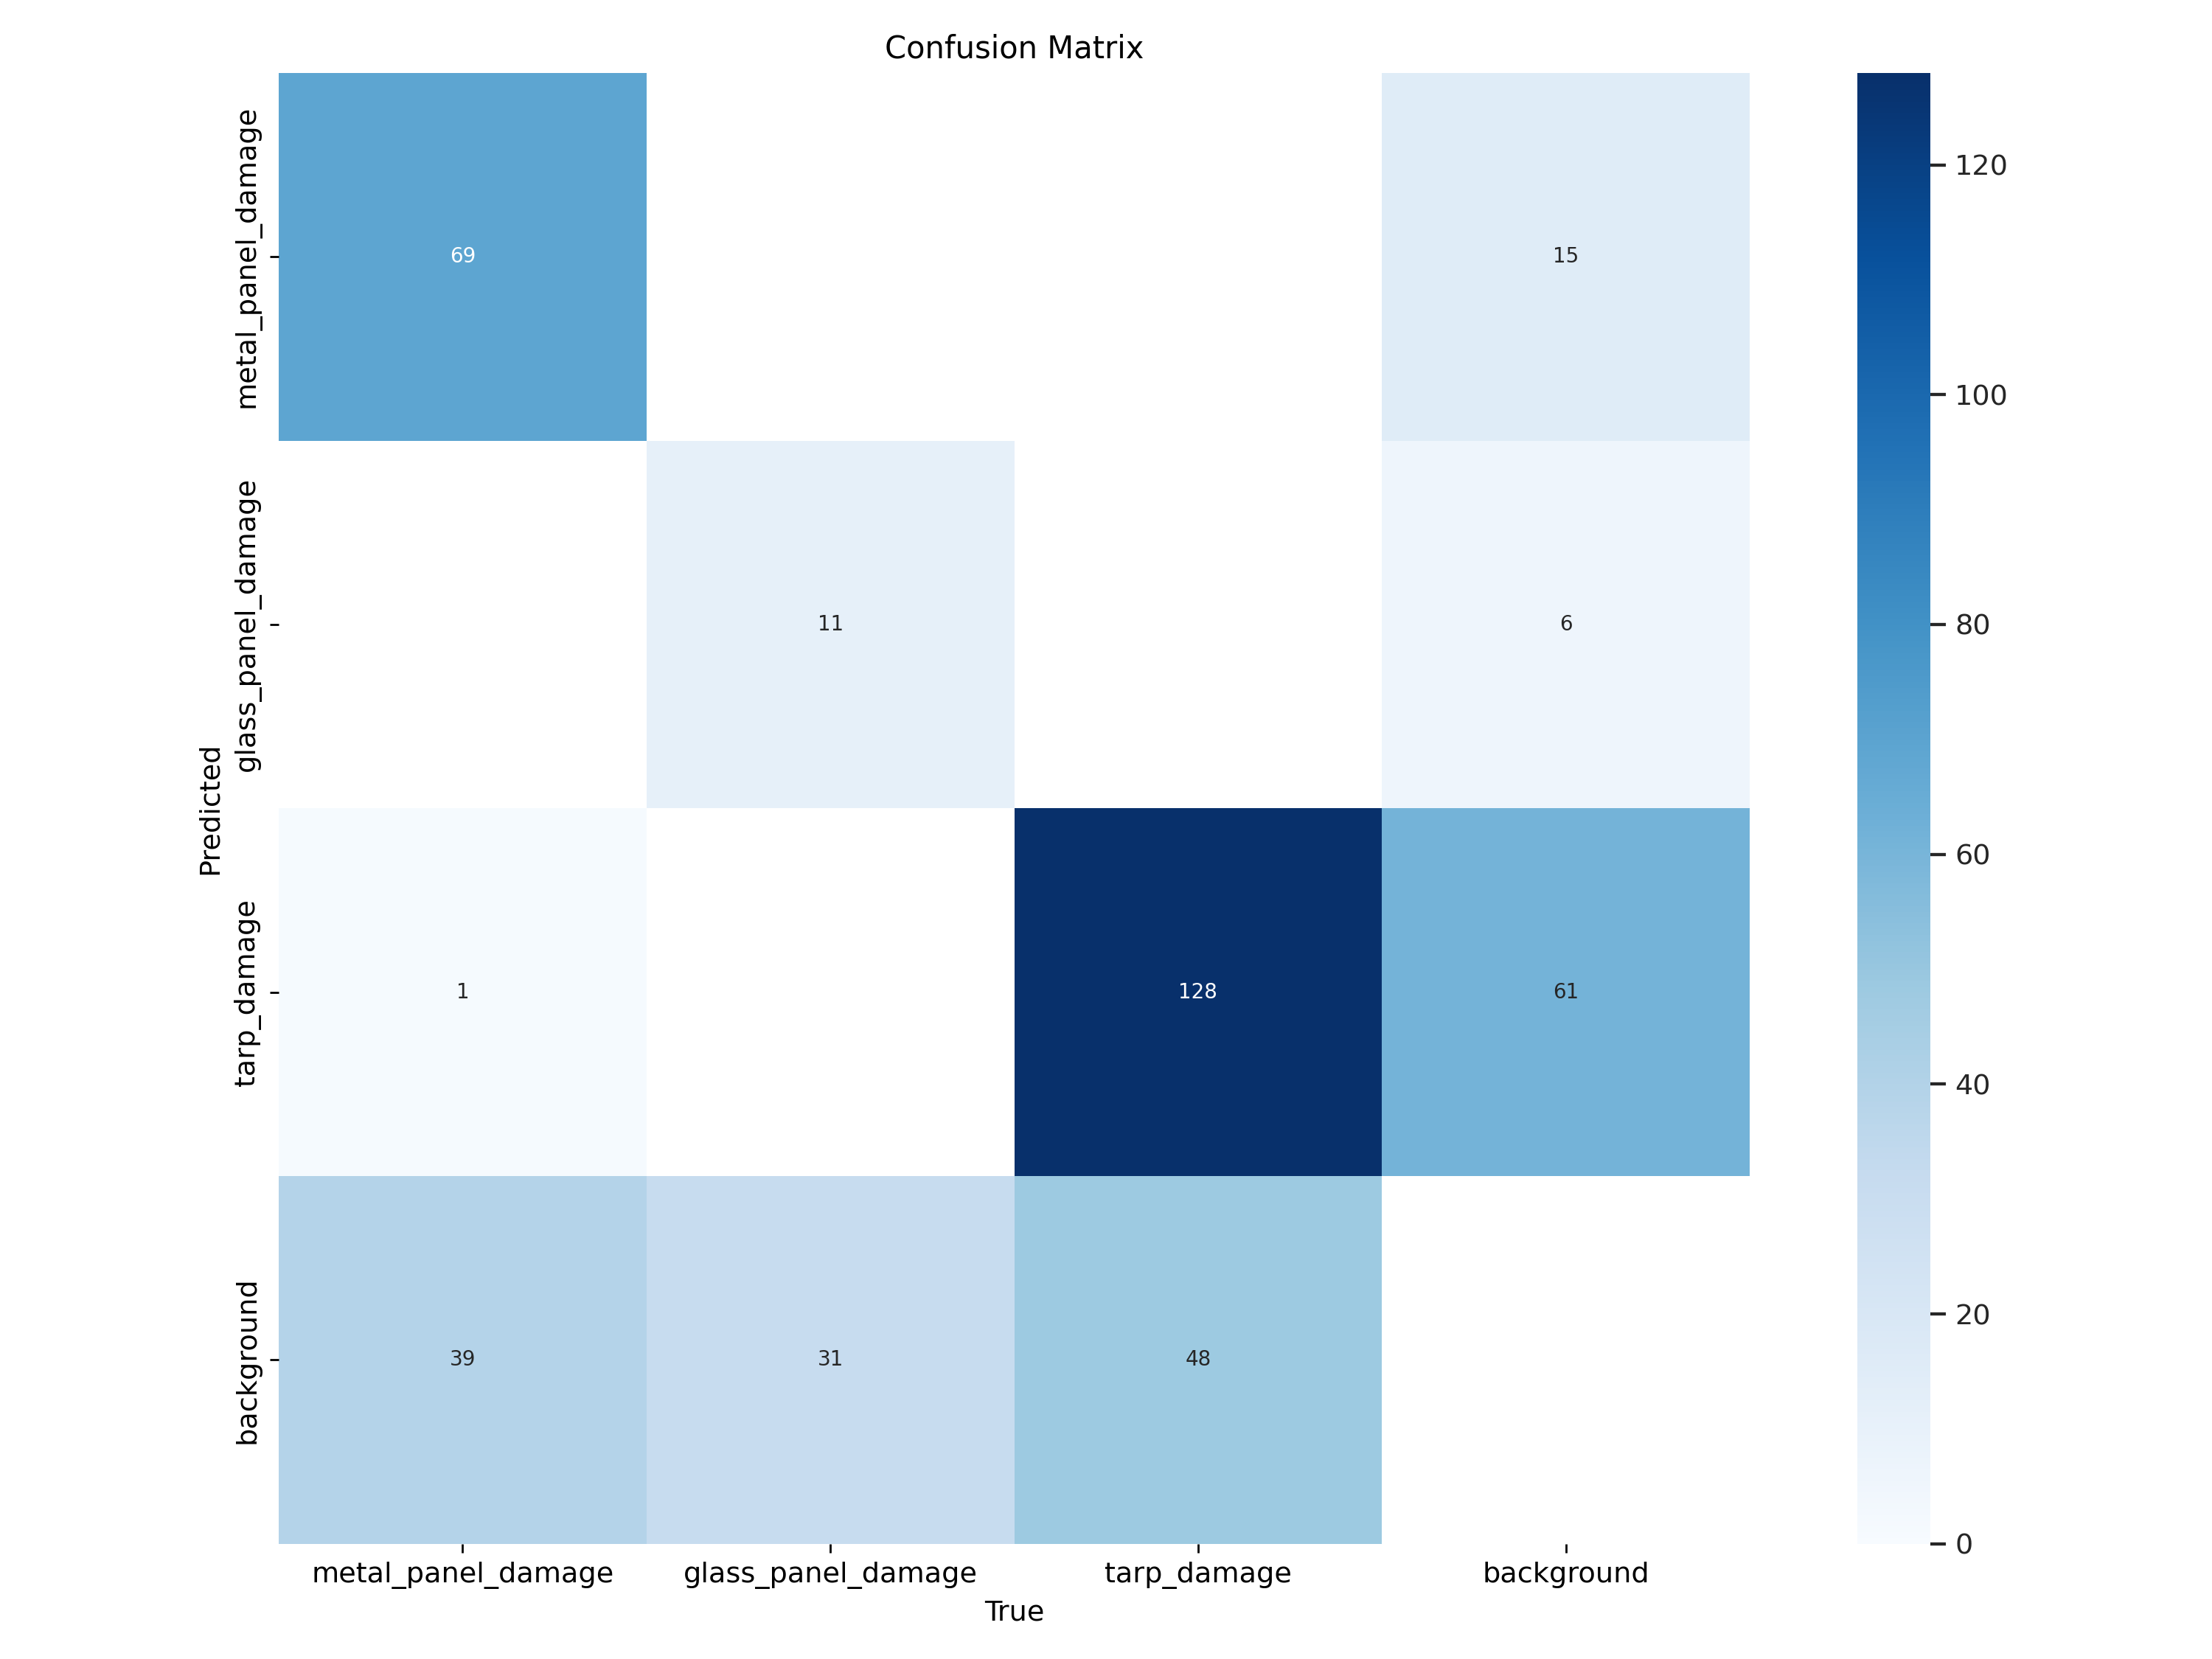 Confusion Matrix
metal_panel_damage
glass_panel_damage
tarp_damage
background
Predicted
69
15
11
6
1
128
61
39
31
48
metal_panel_damage
glass_panel_damage
tarp_damage
background
True
120
100
80
60
40
20
0